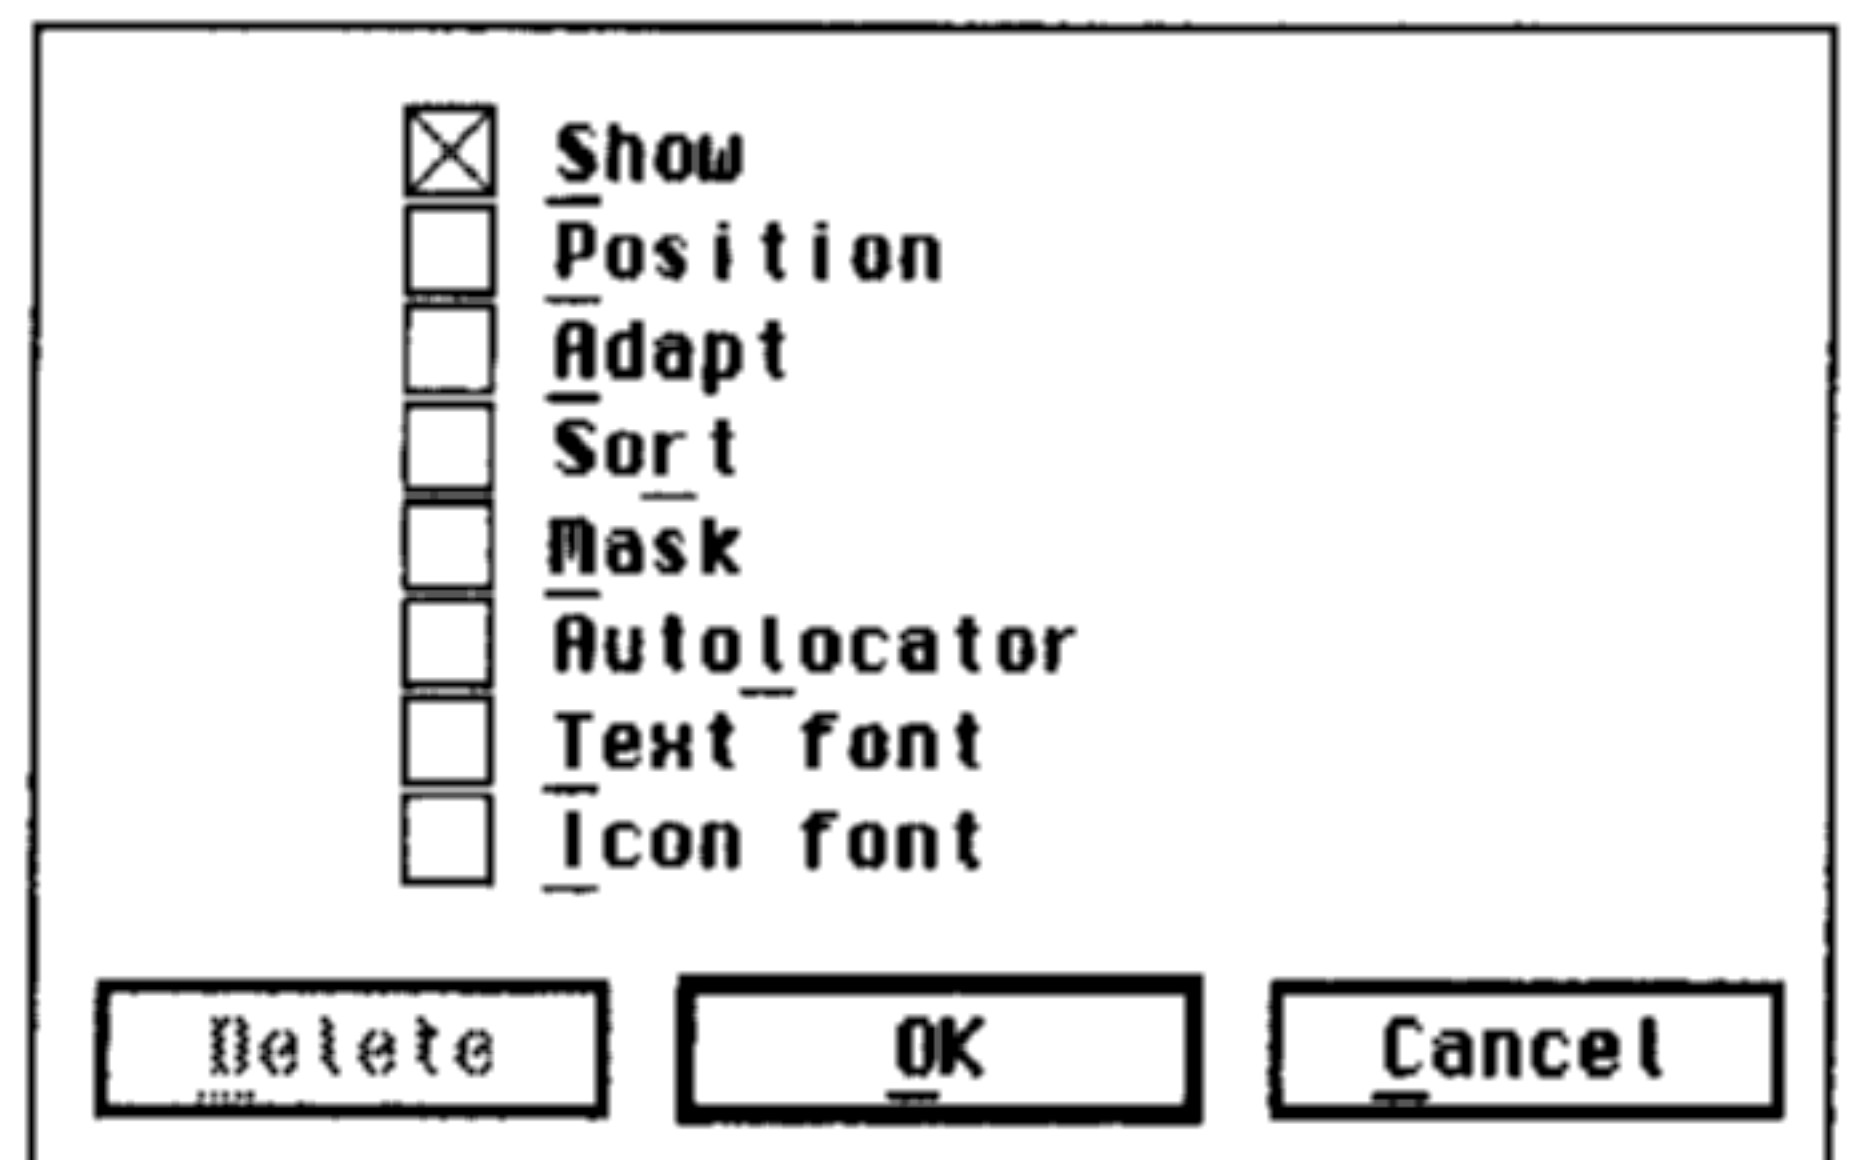 Show
Position
Adapt
Sort
Mask
Autolocator
Text font
Icon font
Delete OK Cancel